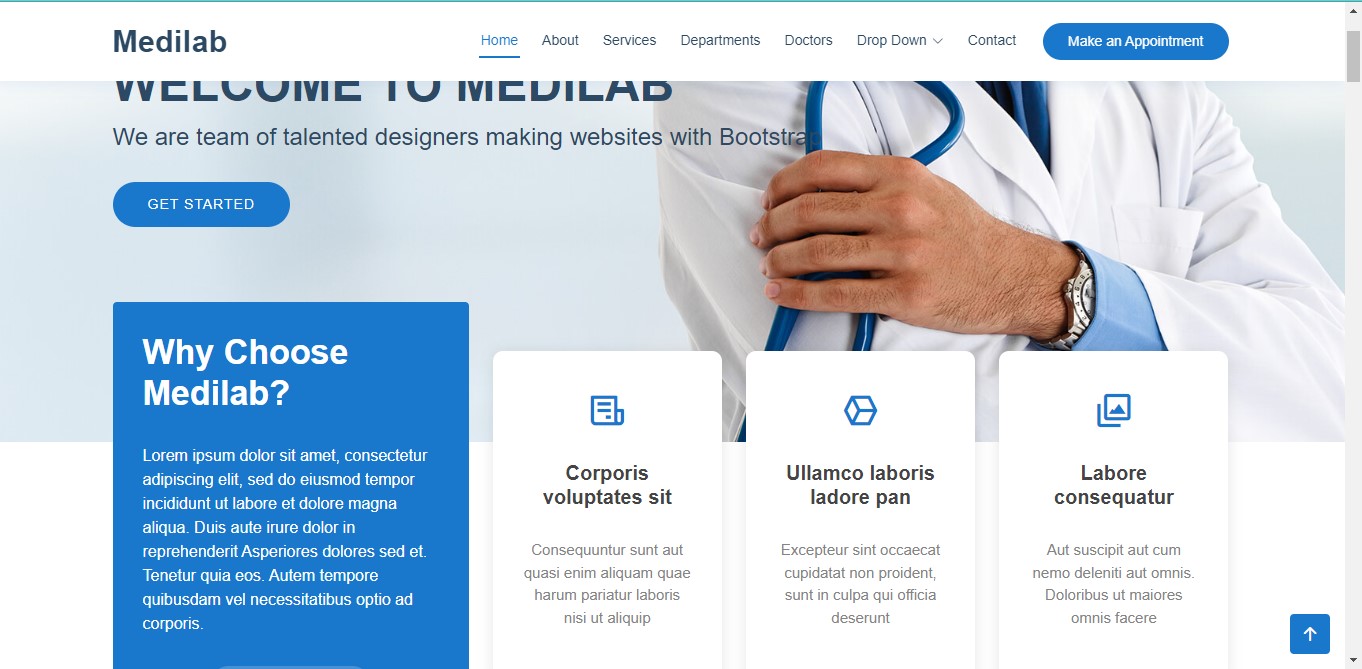 Medilab
Home About Services Departments Doctors Drop Down Contact Make an Appointment
WELCOME TO MEDILAB
We are team of talented designers making websites with Bootstrap
GET STARTED
Why Choose
Medilab?
Lorem ipsum dolor sit amet, consectetur
adipiscing elit, sed do eiusmod tempor
incididunt ut labore et dolore magna
aliqua. Duis aute irure dolor in
reprehenderit Asperiores dolores sed et.
Tenetur quia eos. Autem tempore
quibusdam vel necessitatibus optio ad
corporis.
Corporis
voluptates sit
Consequuntur sunt aut
quasi enim aliquam quae
harum pariatur laboris
nisi ut aliquip
Ullamco laboris
ladore pan
Excepteur sint occaecat
cupidatat non proident,
sunt in culpa qui officia
deserunt
Labore
consequatur
Aut suscipit aut cum
nemo deleniti aut omnis.
Doloribus ut maiores
omnis facere